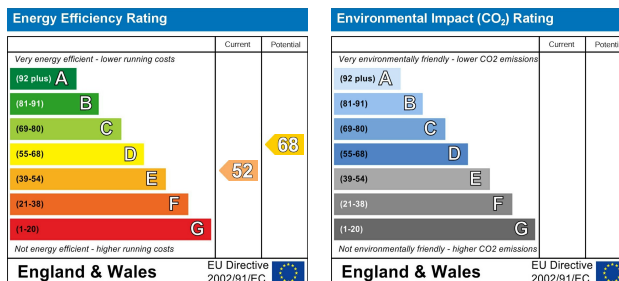 Energy Efficiency Rating
Current Potential
Very energy efficient - lower running costs
(92 plus) A
(81-91) B
(69-80) C
(55-68) D
(39-54) E
(21-38) F
(1-20) G
52
68
Not energy efficient - higher running costs
England & Wales
EU Directive
2002/91/EC
Environmental Impact (CO₂) Rating
Current Potential
Very environmentally friendly - lower CO2 emissions
(92 plus) A
(81-91) B
(69-80) C
(55-68) D
(39-54) E
(21-38) F
(1-20) G
Not environmentally friendly - higher CO2 emissions
England & Wales
EU Directive
2002/91/EC